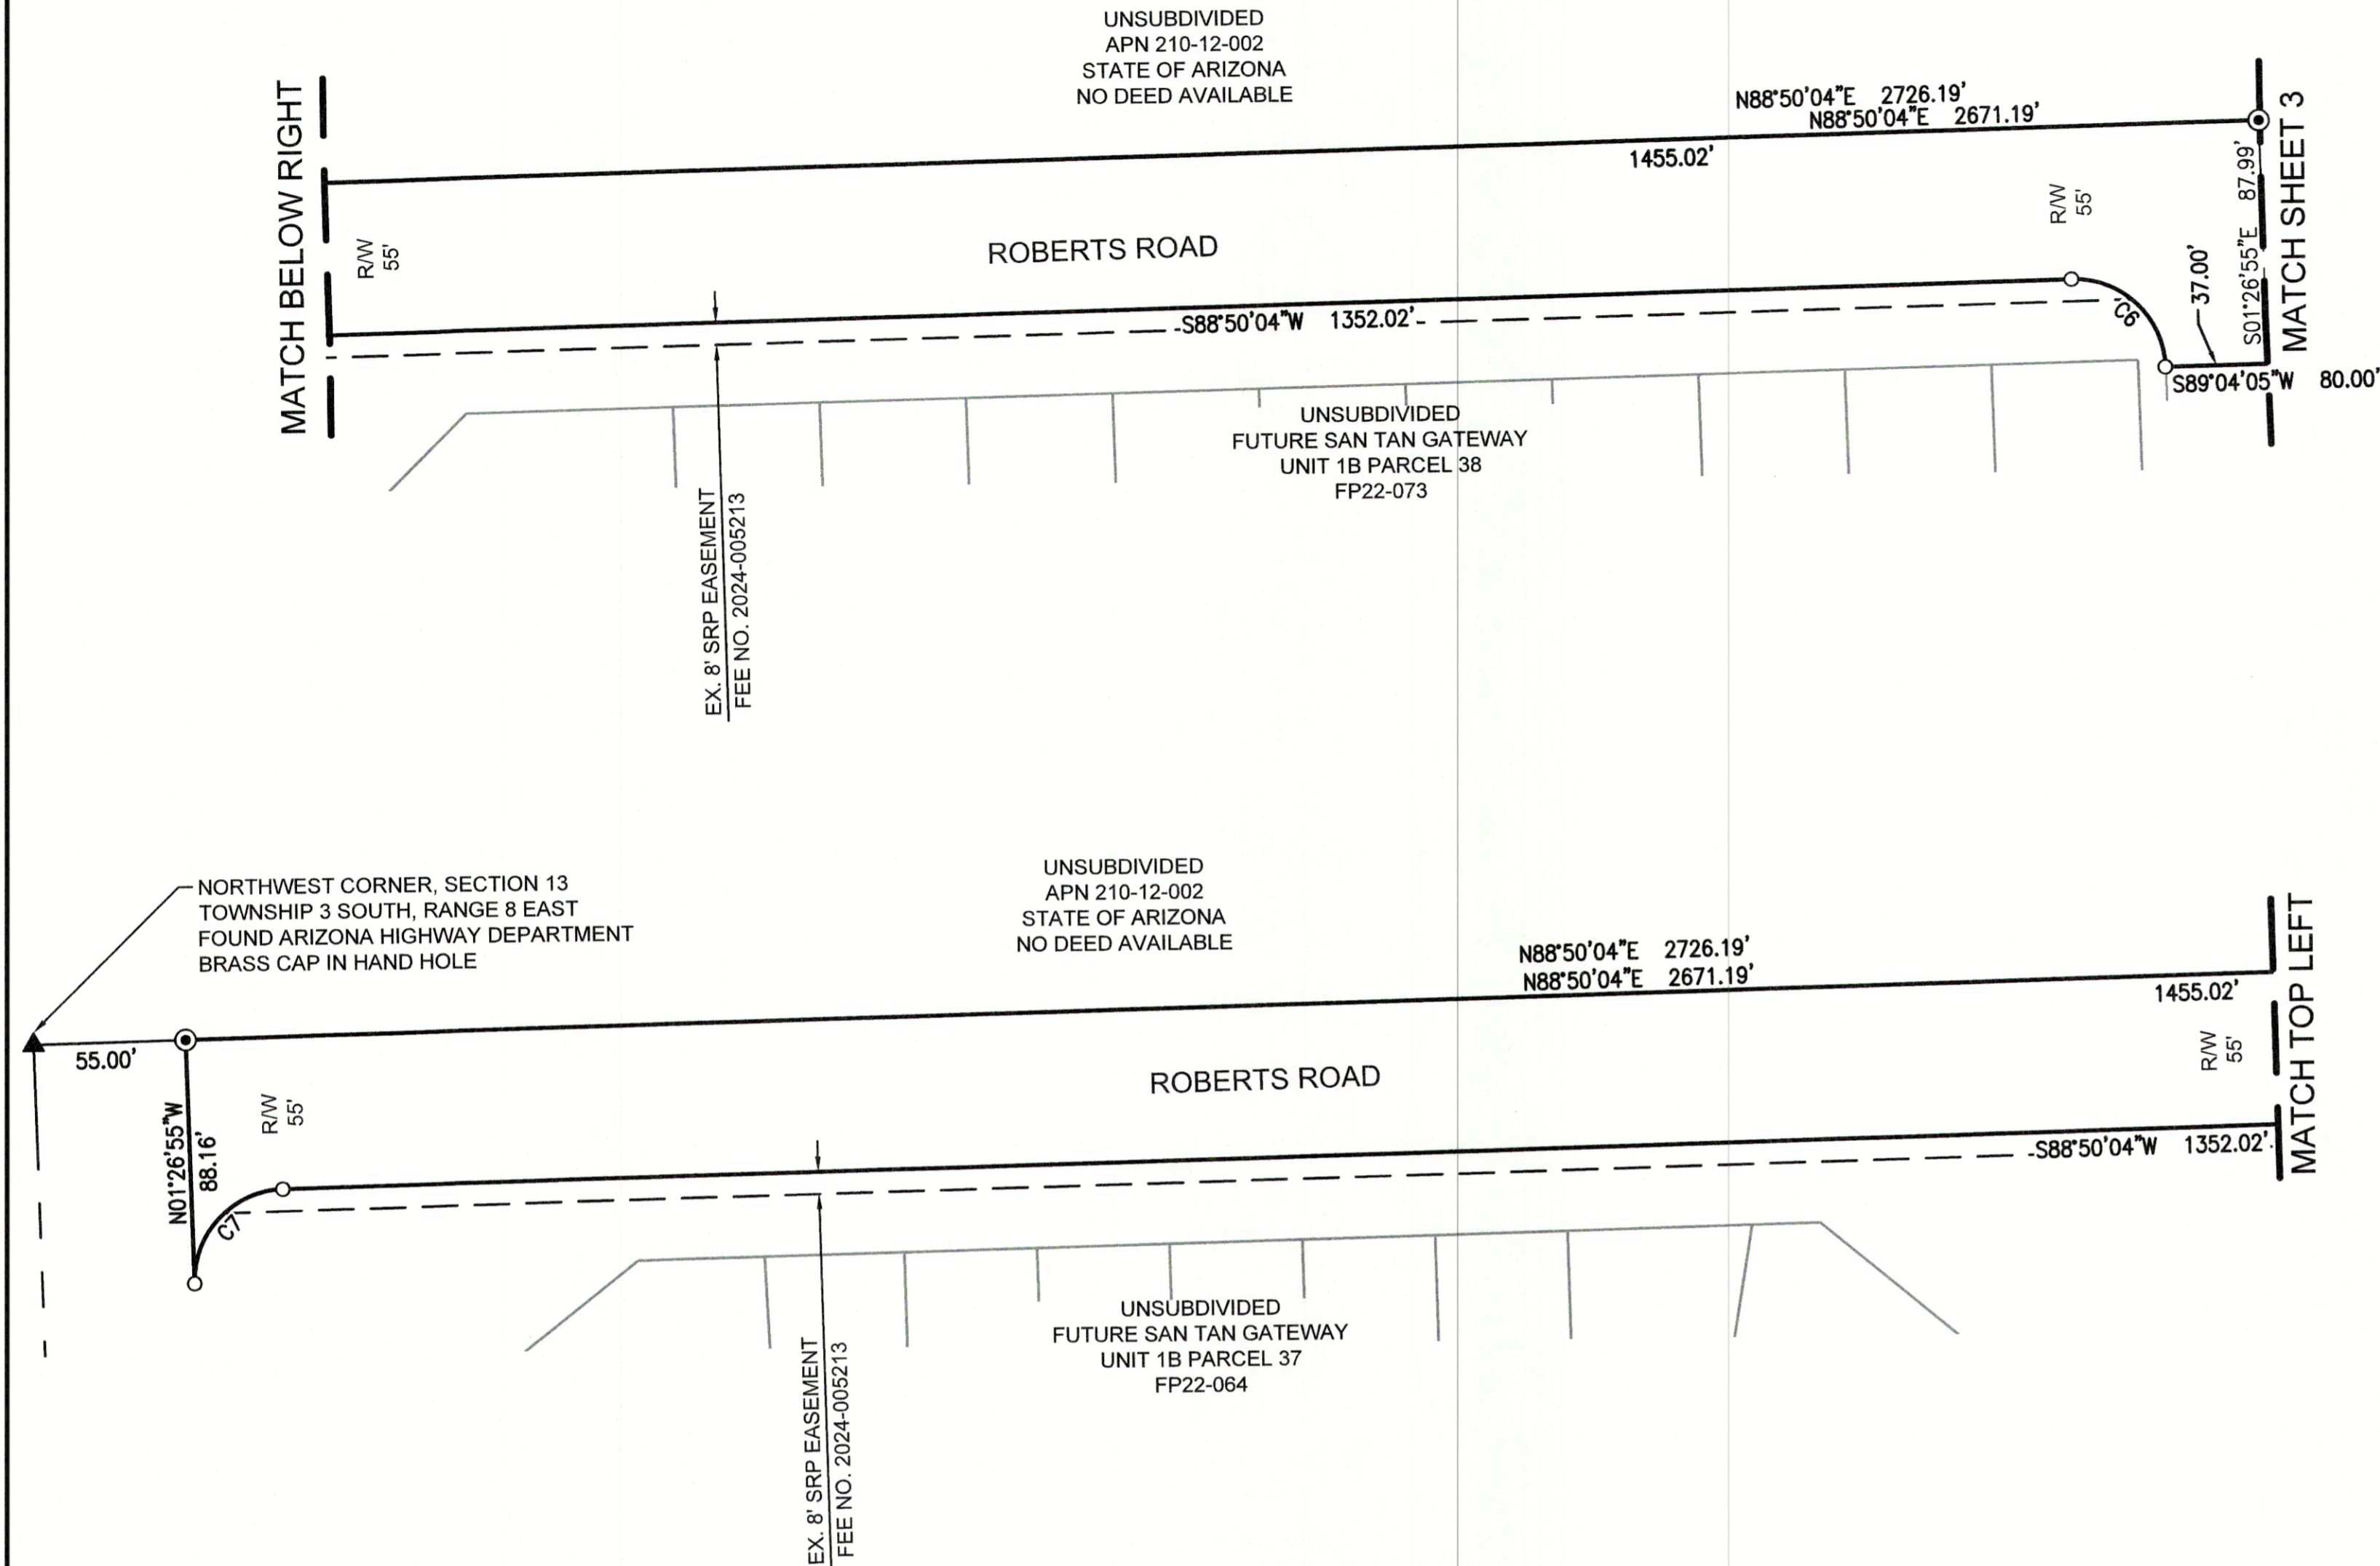 UNSUBDIVIDED
APN 210-12-002
STATE OF ARIZONA
NO DEED AVAILABLE
MATCH BELOW RIGHT
N88°50'04"E 2726.19'
N88°50'04"E 2671.19'
1455.02'
MATCH SHEET 3
S01°26'55"E 87.99'
R/W
55'
R/W
55'
ROBERTS ROAD
37.00'
C6
S88°50'04"W 1352.02'
S89°04'05"W 80.00'
UNSUBDIVIDED
FUTURE SAN TAN GATEWAY
UNIT 1B PARCEL 38
FP22-073
EX. 8' SRP EASEMENT
FEE NO. 2024-005213
NORTHWEST CORNER, SECTION 13
TOWNSHIP 3 SOUTH, RANGE 8 EAST
FOUND ARIZONA HIGHWAY DEPARTMENT
BRASS CAP IN HAND HOLE
UNSUBDIVIDED
APN 210-12-002
STATE OF ARIZONA
NO DEED AVAILABLE
N88°50'04"E 2726.19'
N88°50'04"E 2671.19'
1455.02'
MATCH TOP LEFT
55.00'
R/W
55'
ROBERTS ROAD
R/W
55'
N01°26'55"W
88.16'
C7
S88°50'04"W 1352.02'
UNSUBDIVIDED
FUTURE SAN TAN GATEWAY
UNIT 1B PARCEL 37
FP22-064
EX. 8' SRP EASEMENT
FEE NO. 2024-005213